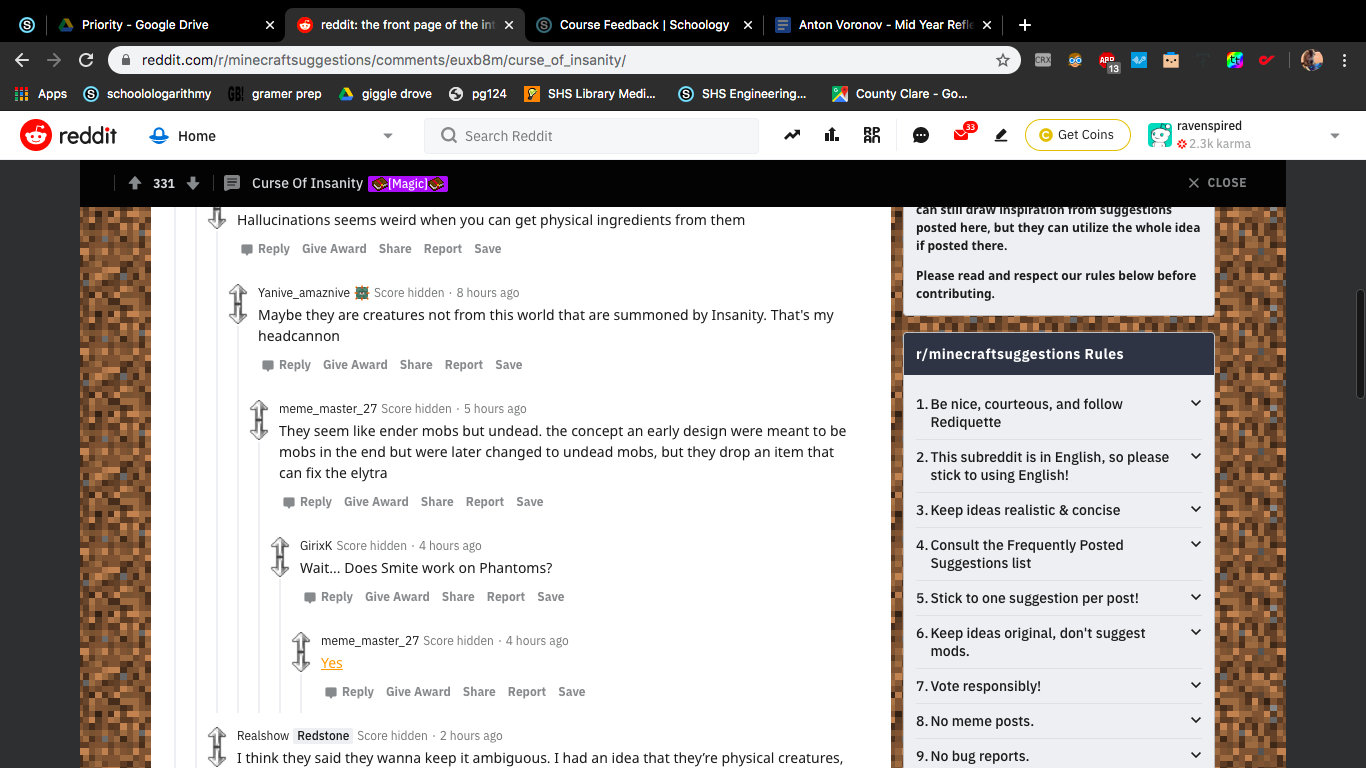 Priority - Google Drive
reddit: the front page of the int
Course Feedback | Schoology
Anton Voronov - Mid Year Refle
reddit.com/r/minecraftsuggestions/comments/euxb8m/curse_of_insanity/
CRX
ABP
13
Apps
schoolologarithmy
GB!
gramer prep
giggle drove
pg124
SHS Library Medi...
SHS Engineering...
County Clare - Go...
reddit
Home
Search Reddit
33
Get Coins
ravenspired
2.3k karma
331
Curse Of Insanity
[Magic]
CLOSE
Hallucinations seems weird when you can get physical ingredients from them
Reply Give Award Share Report Save
Yanive_amaznive Score hidden · 8 hours ago
Maybe they are creatures not from this world that are summoned by Insanity. That's my
headcannon
Reply Give Award Share Report Save
meme_master_27 Score hidden · 5 hours ago
They seem like ender mobs but undead. the concept an early design were meant to be
mobs in the end but were later changed to undead mobs, but they drop an item that
can fix the elytra
Reply Give Award Share Report Save
GirixK Score hidden · 4 hours ago
Wait... Does Smite work on Phantoms?
Reply Give Award Share Report Save
meme_master_27 Score hidden · 4 hours ago
Yes
Reply Give Award Share Report Save
Realshow Redstone Score hidden · 2 hours ago
I think they said they wanna keep it ambiguous. I had an idea that they're physical creatures,
can still draw inspiration from suggestions
posted here, but they can utilize the whole idea
if posted there.
Please read and respect our rules below before
contributing.
r/minecraftsuggestions Rules
1. Be nice, courteous, and follow
Rediquette
2. This subreddit is in English, so please
stick to using English!
3. Keep ideas realistic & concise
4. Consult the Frequently Posted
Suggestions list
5. Stick to one suggestion per post!
6. Keep ideas original, don't suggest
mods.
7. Vote responsibly!
8. No meme posts.
9. No bug reports.